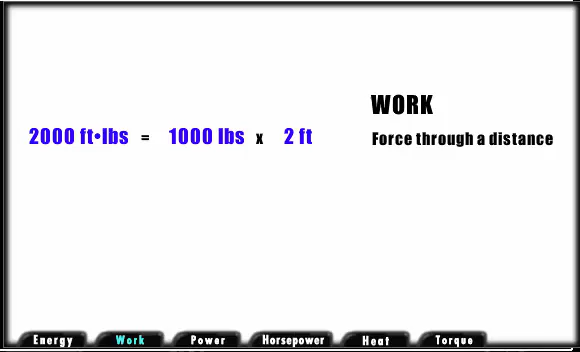 WORK
2000 ft•lbs = 1000 lbs x 2 ft
Force through a distance
Energy Work Power Horsepower Heat Torque